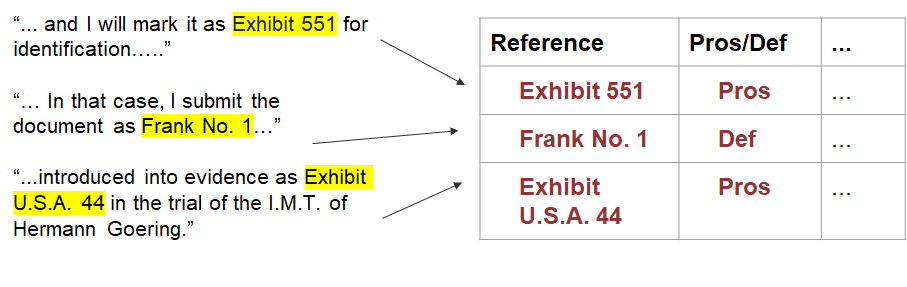 “... and I will mark it as Exhibit 551 for
identification…..”
“… In that case, I submit the
document as Frank No. 1…”
“...introduced into evidence as Exhibit
U.S.A. 44 in the trial of the I.M.T. of
Hermann Goering.”
Reference Pros/Def ...
Exhibit 551 Pros …
Frank No. 1 Def …
Exhibit Pros …
U.S.A. 44